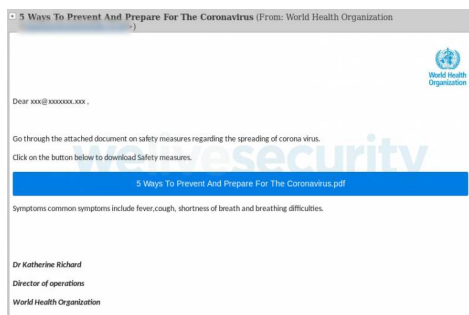 5 Ways To Prevent And Prepare For The Coronavirus (From: World Health Organization
>)
World Health
Organization
Dear xxx@xxxxxxx.xxx ,
Go through the attached document on safety measures regarding the spreading of corona virus.
Click on the button below to download Safety measures.
welivesecurity
5 Ways To Prevent And Prepare For The Coronavirus.pdf
Symptoms common symptoms include fever,cough, shortness of breath and breathing difficulties.
Dr Katherine Richard
Director of operations
World Health Organization